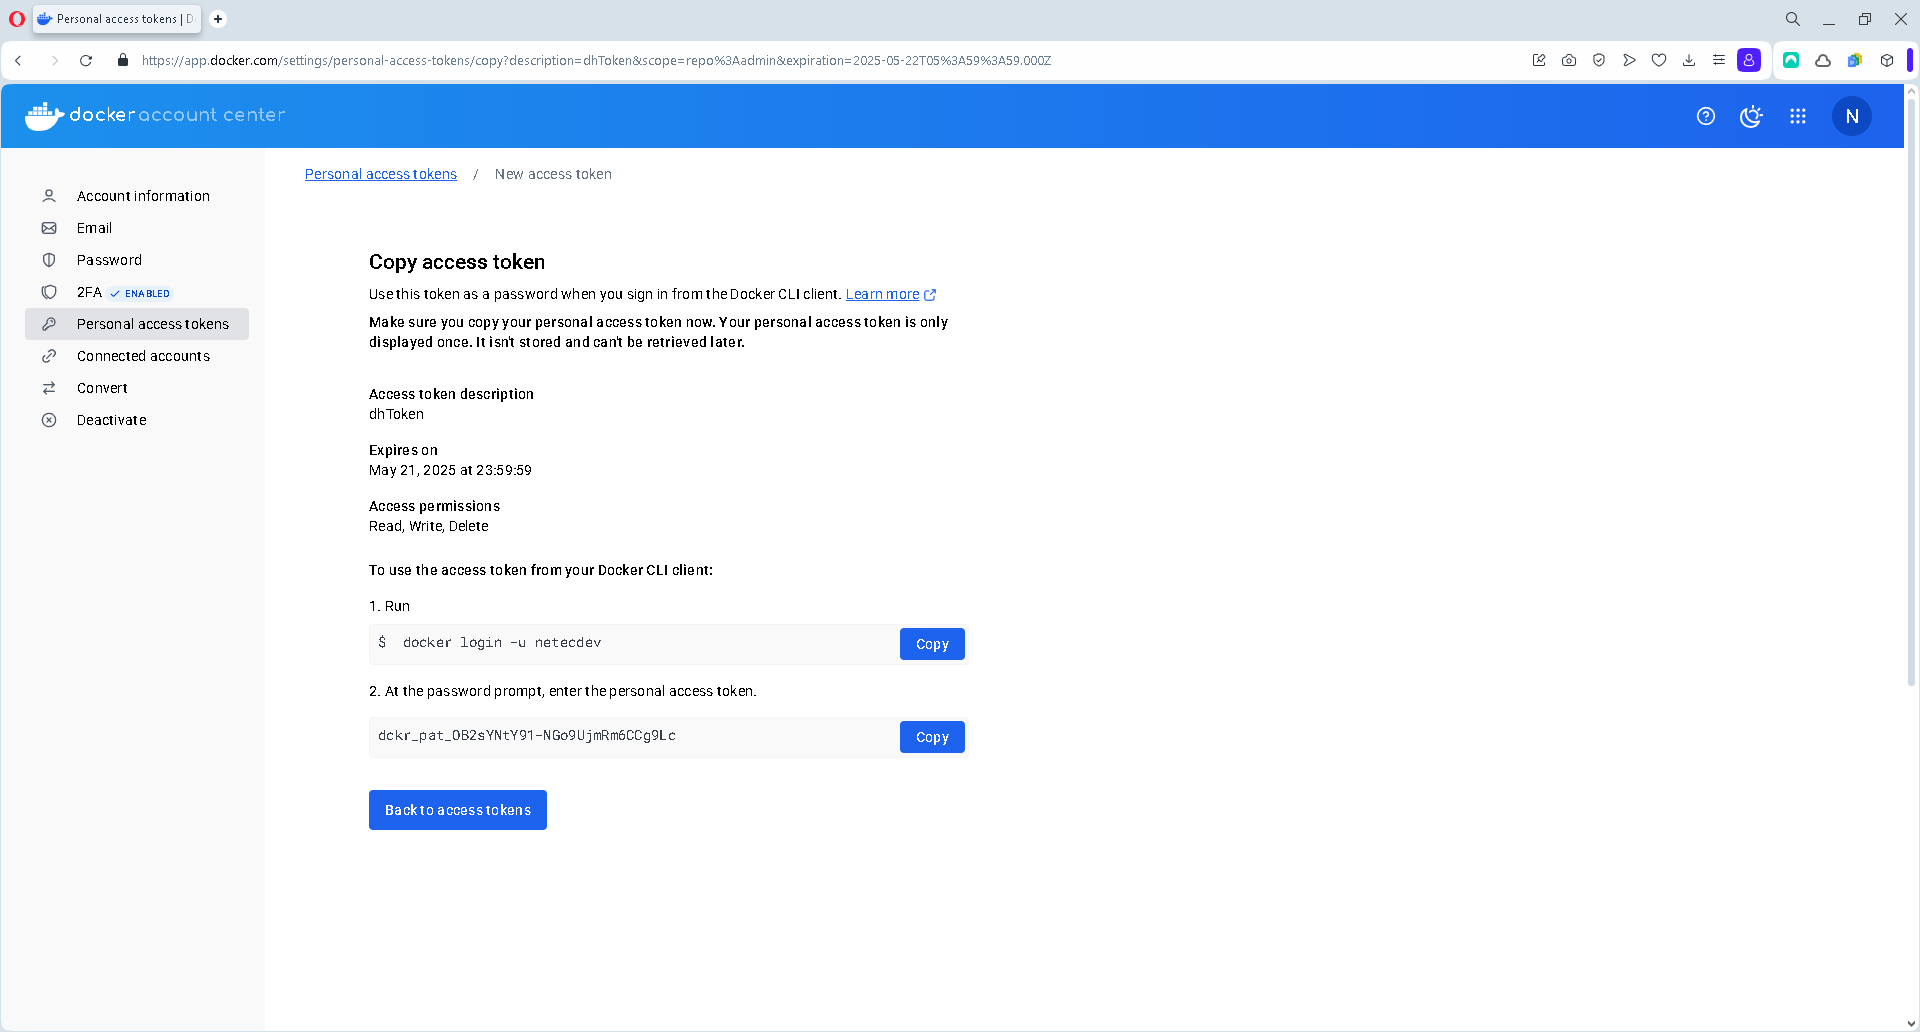 Personal access tokens | D
https://app.docker.com/settings/personal-access-tokens/copy?description=dhToken&scope=repo%3Aadmin&expiration=2025-05-22T05%3A59%3A59.000Z
docker account center
N
Personal access tokens / New access token
Account information
Email
Password
2FA ENABLED
Personal access tokens
Connected accounts
Convert
Deactivate
Copy access token
Use this token as a password when you sign in from the Docker CLI client. Learn more
Make sure you copy your personal access token now. Your personal access token is only
displayed once. It isn't stored and can't be retrieved later.
Access token description
dhToken
Expires on
May 21, 2025 at 23:59:59
Access permissions
Read, Write, Delete
To use the access token from your Docker CLI client:
1. Run
$ docker login -u netecdev
Copy
2. At the password prompt, enter the personal access token.
dckr_pat_OB2sYNtY91-NGo9UjmRm6CCg9Lc
Copy
Back to access tokens